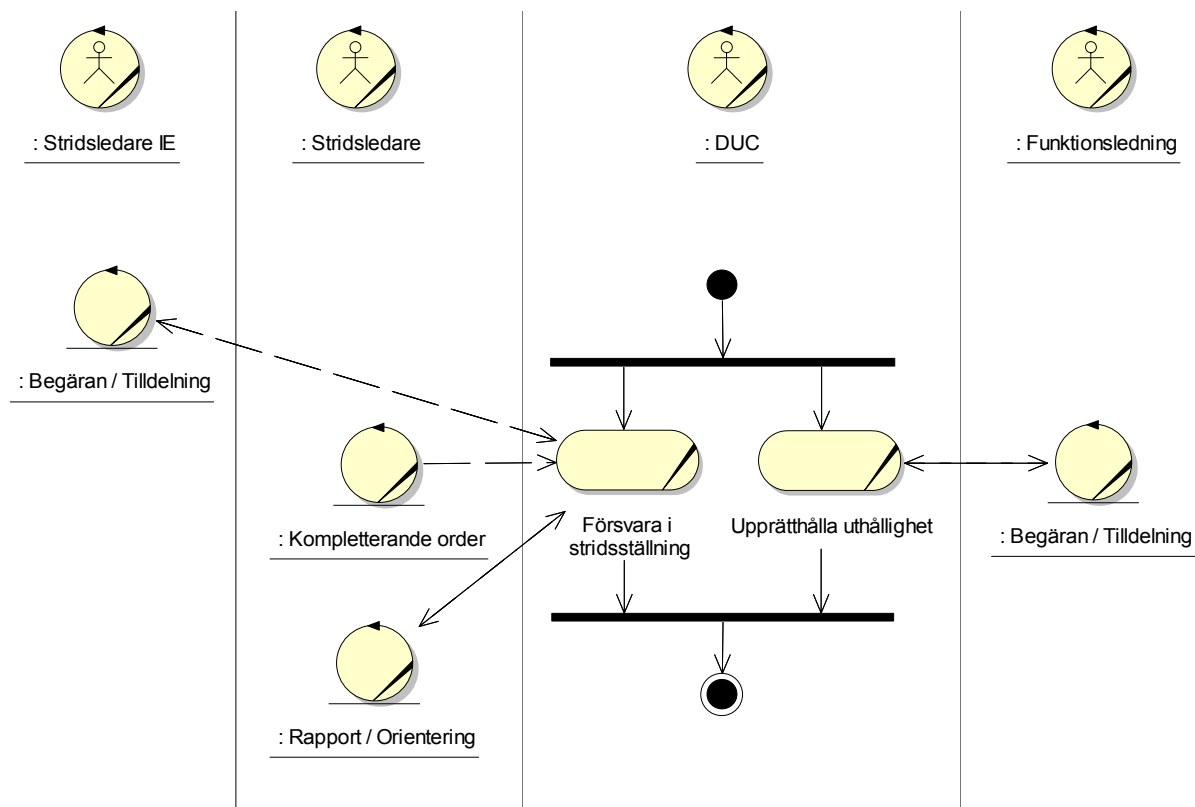 : Stridsledare IE
: Stridsledare
: DUC
: Funktionsledning
: Begäran / Tilldelning
: Kompletterande order
Försvara i
stridsställning
Upprätthålla uthållighet
: Begäran / Tilldelning
: Rapport / Orientering